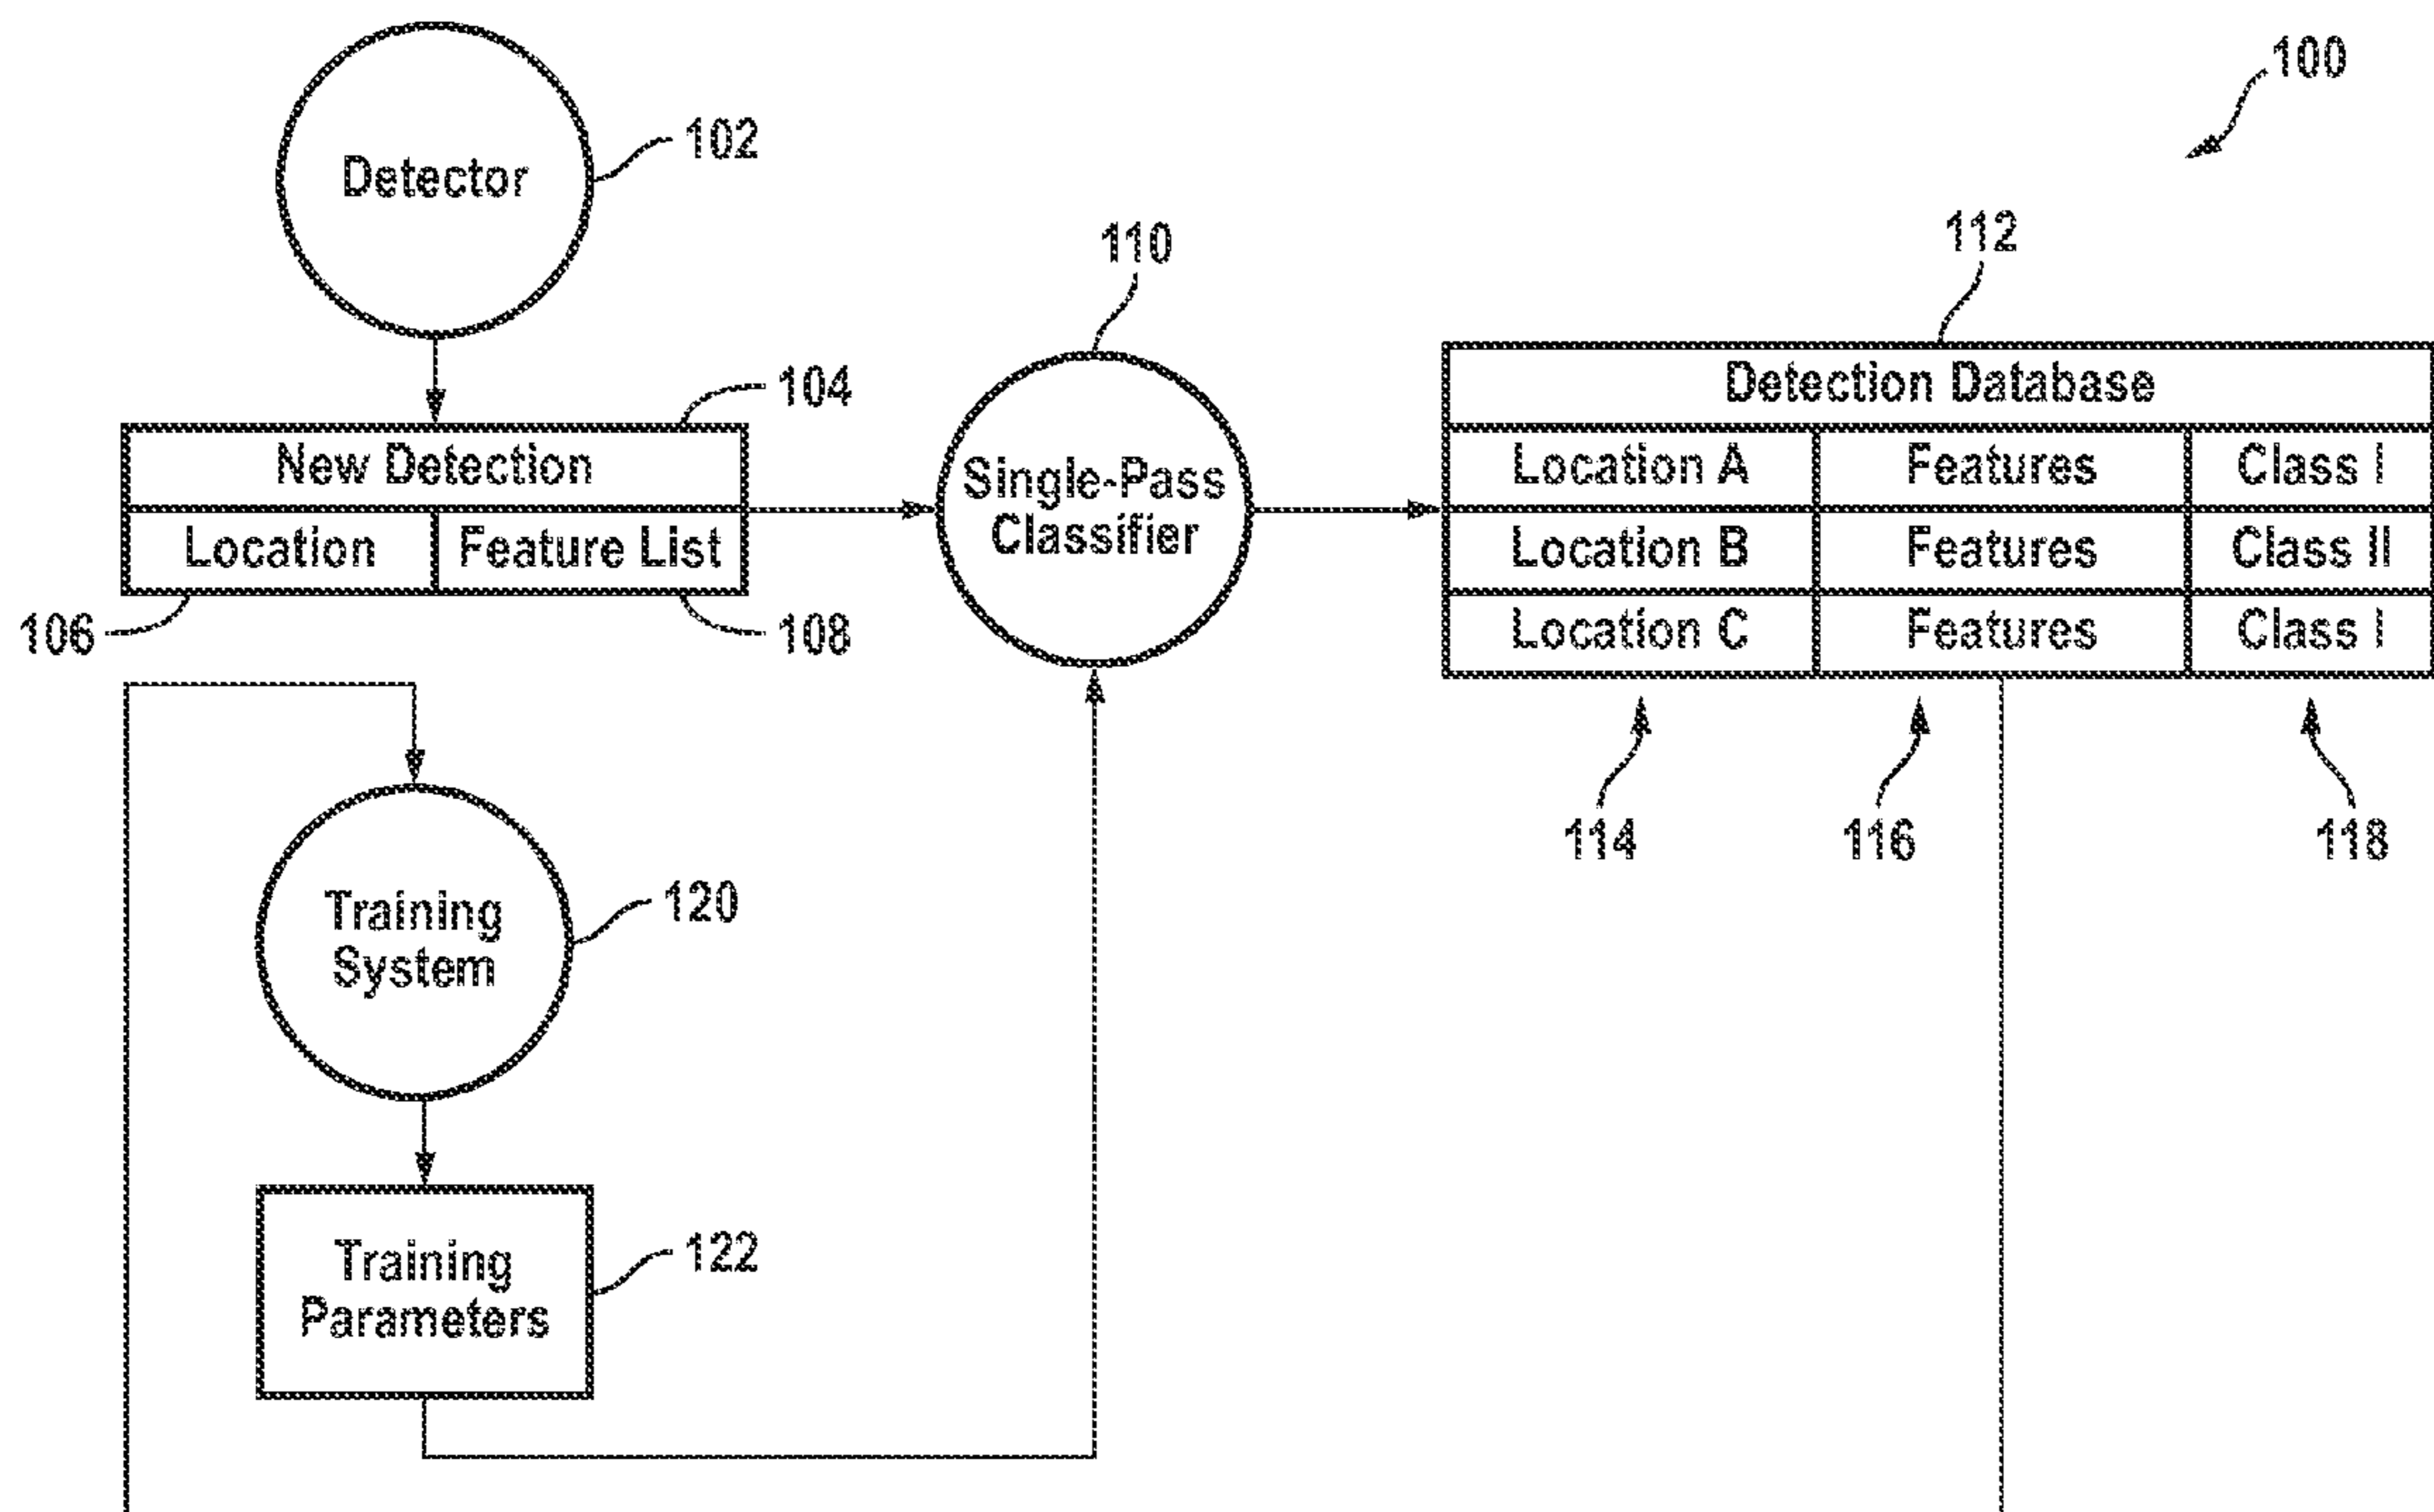 100
Detector
102
110
112
104
New Detection
Location Feature List
106
108
Single-Pass
Classifier
Detection Database
Location A Features Class I
Location B Features Class II
Location C Features Class I
114
116
118
Training
System
120
Training
Parameters
122